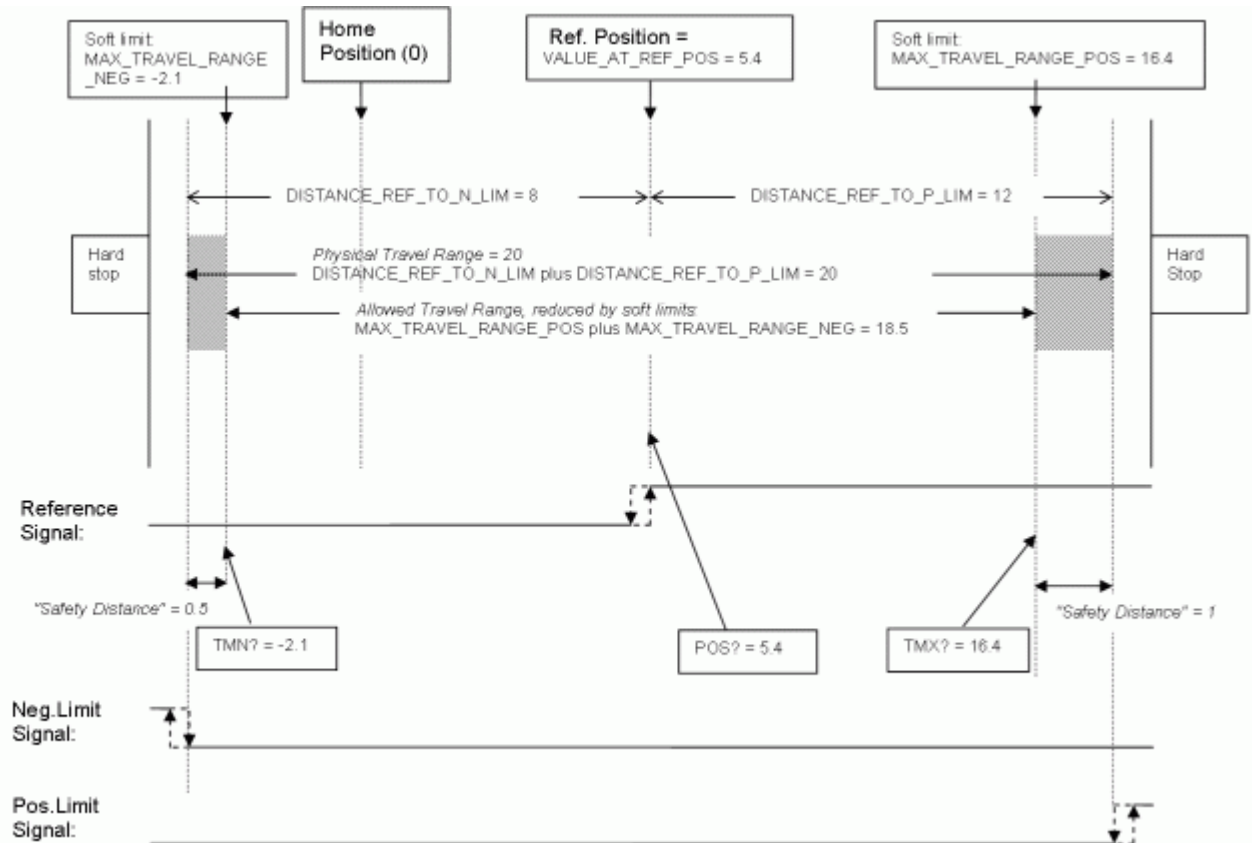 Soft limit:
MAX_TRAVEL_RANGE
_NEG = -2.1
Home
Position (0)
Ref. Position =
VALUE_AT_REF_POS = 5.4
Soft limit:
MAX_TRAVEL_RANGE_POS = 16.4
DISTANCE_REF_TO_N_LIM = 8
DISTANCE_REF_TO_P_LIM = 12
Hard
stop
Physical Travel Range = 20
DISTANCE_REF_TO_N_LIM plus DISTANCE_REF_TO_P_LIM = 20
Hard
Stop
Allowed Travel Range, reduced by soft limits:
MAX_TRAVEL_RANGE_POS plus MAX_TRAVEL_RANGE_NEG = 18.5
Reference
Signal:
"Safety Distance" = 0.5
"Safety Distance" = 1
TMN? = -2.1
POS? = 5.4
TMX? = 16.4
Neg.Limit
Signal:
Pos.Limit
Signal: